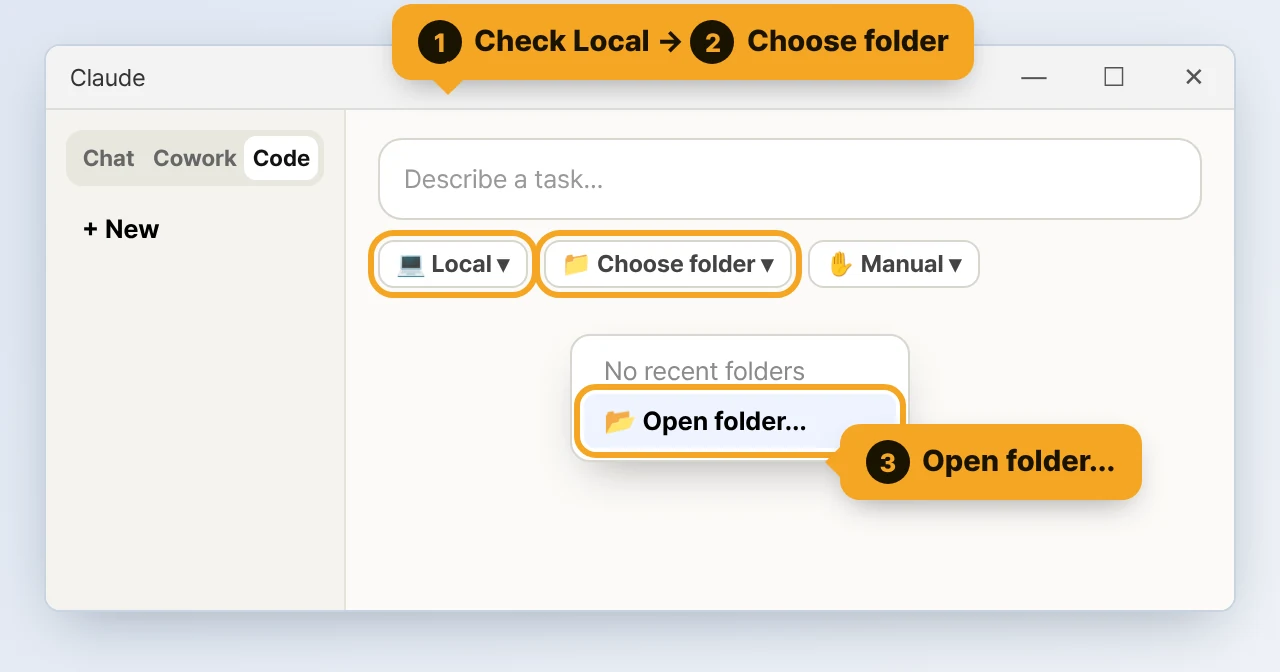 1 Check Local → 2 Choose folder
Claude
Chat Cowork Code
+ New
Describe a task...
Local ▾ Choose folder ▾ Manual ▾
No recent folders
Open folder...
3 Open folder...